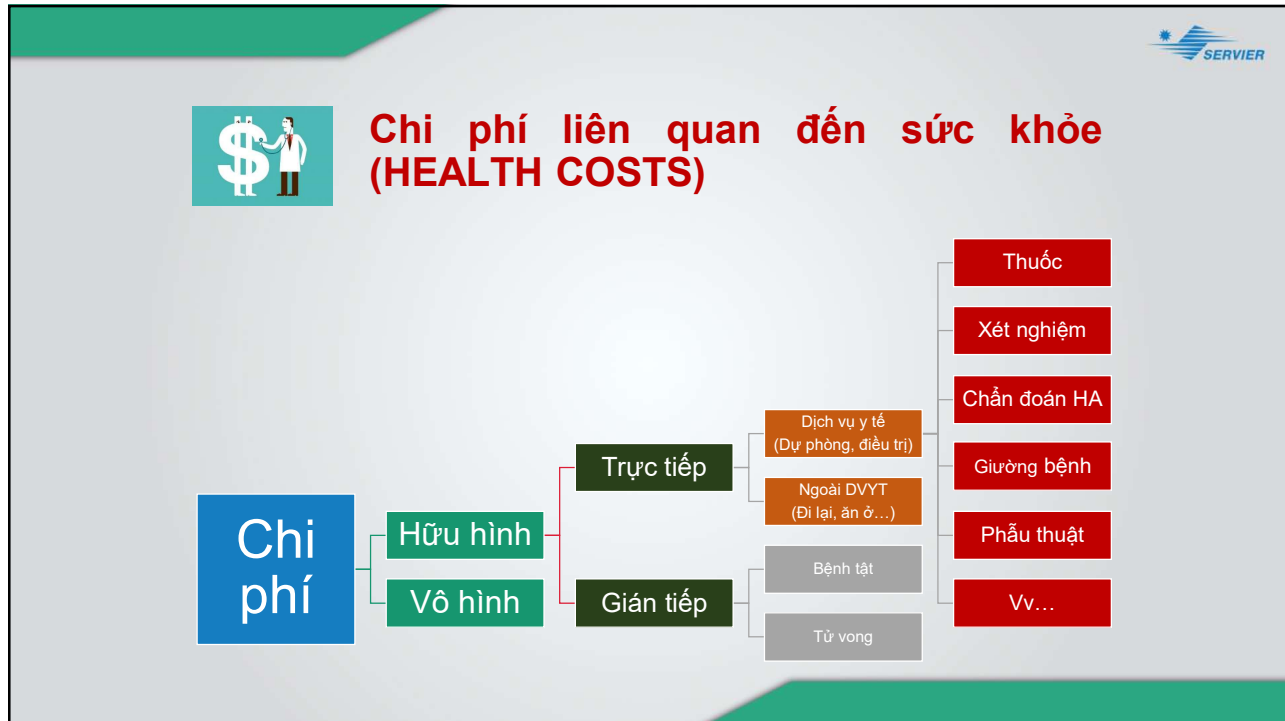 SERVIER
Chi phí liên quan đến sức khỏe
(HEALTH COSTS)
Chi
phí
Hữu hình
Vô hình
Trực tiếp
Gián tiếp
Dịch vụ y tế
(Dự phòng, điều trị)
Ngoài DVYT
(Đi lại, ăn ở…)
Bệnh tật
Tử vong
Thuốc
Xét nghiệm
Chẩn đoán HA
Giường bệnh
Phẫu thuật
Vv…